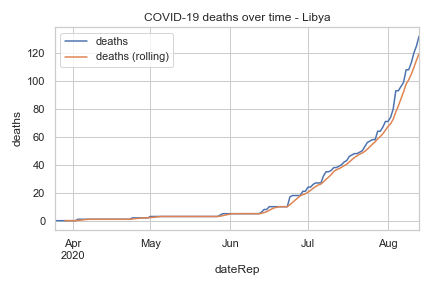 COVID-19 deaths over time - Libya
deaths
deaths (rolling)
deaths
120
100
80
60
40
20
0
Apr
2020
May
Jun
Jul
Aug
dateRep